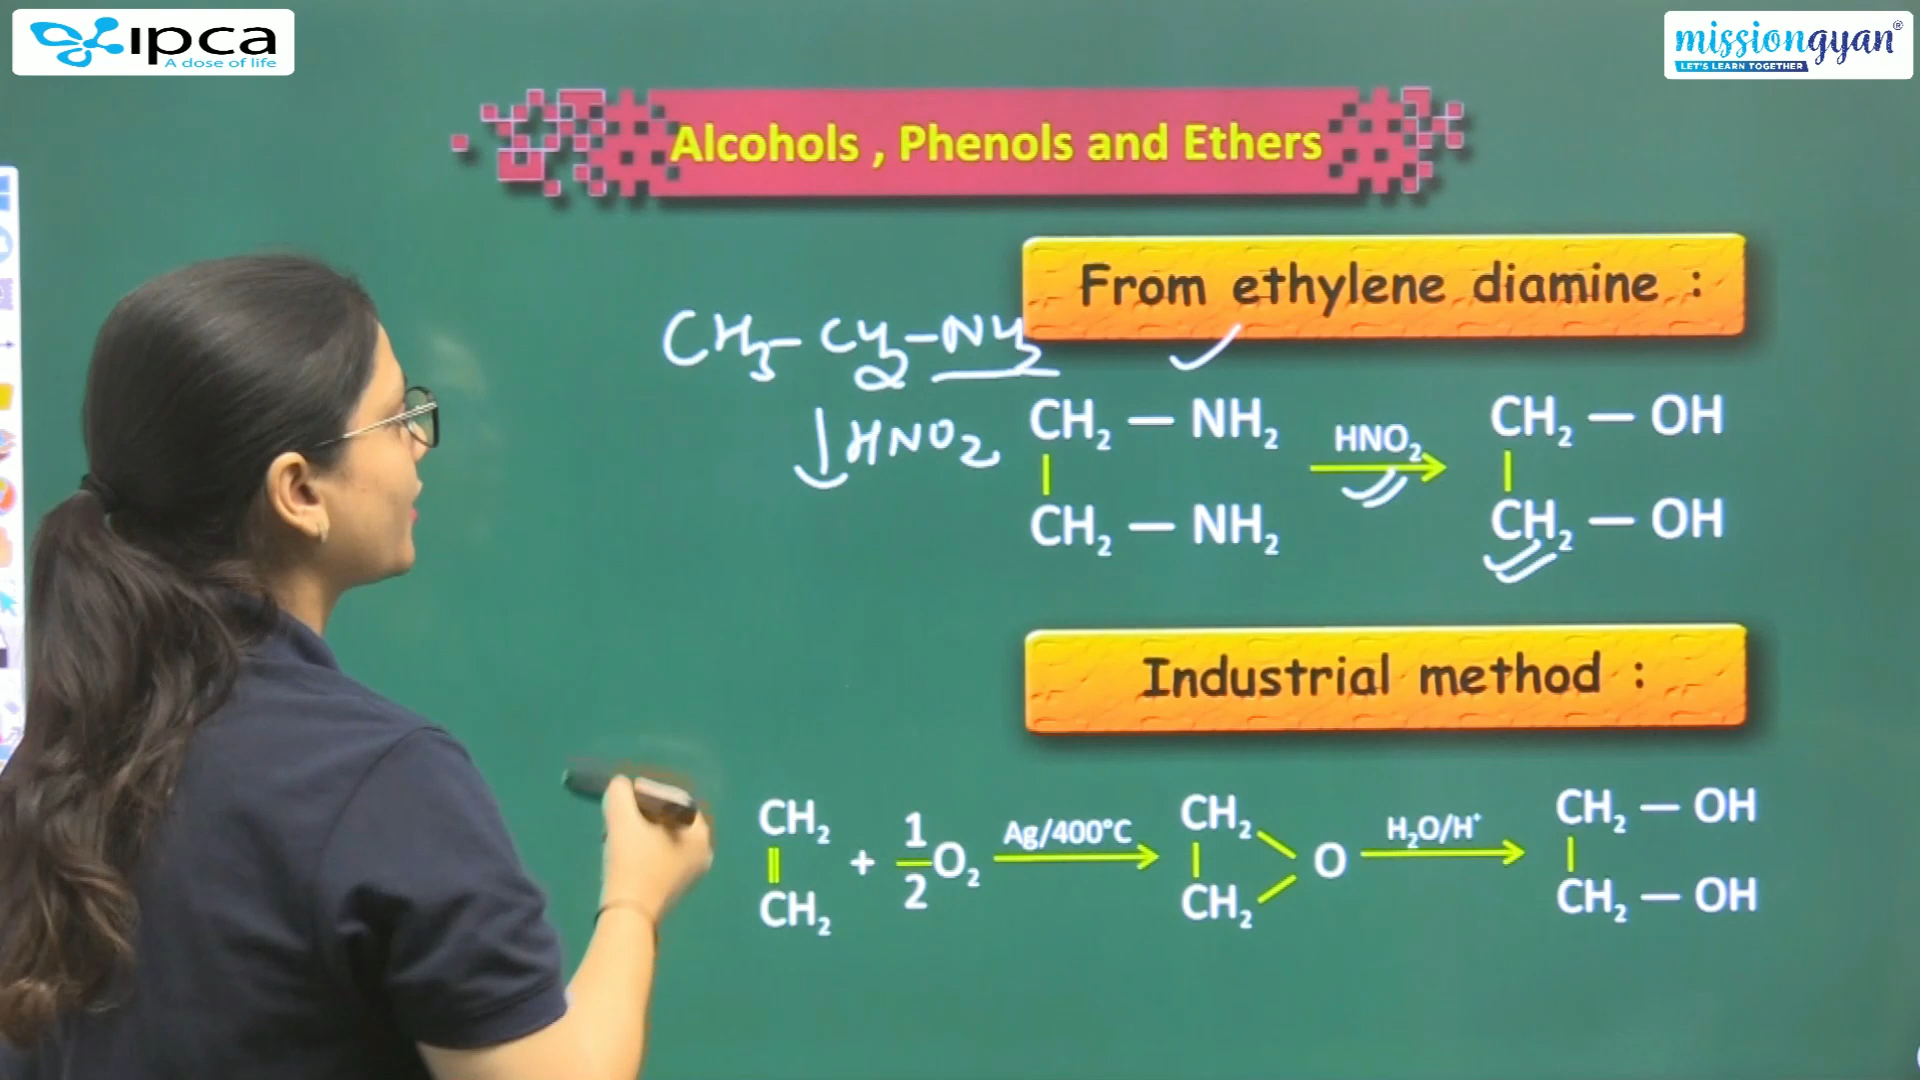 ipca
A dose of life
missiongyan®
LET'S LEARN TOGETHER
Alcohols , Phenols and Ethers
From ethylene diamine :
CH3 - CH2 - NH2
↓ HNO2
CH₂ — NH₂ HNO₂ CH₂ — OH
CH₂ — NH₂ CH₂ — OH
Industrial method :
CH₂ + 1/2 O₂ Ag/400°C CH₂ O H₂O/H⁺ CH₂ — OH
CH₂ CH₂ CH₂ — OH